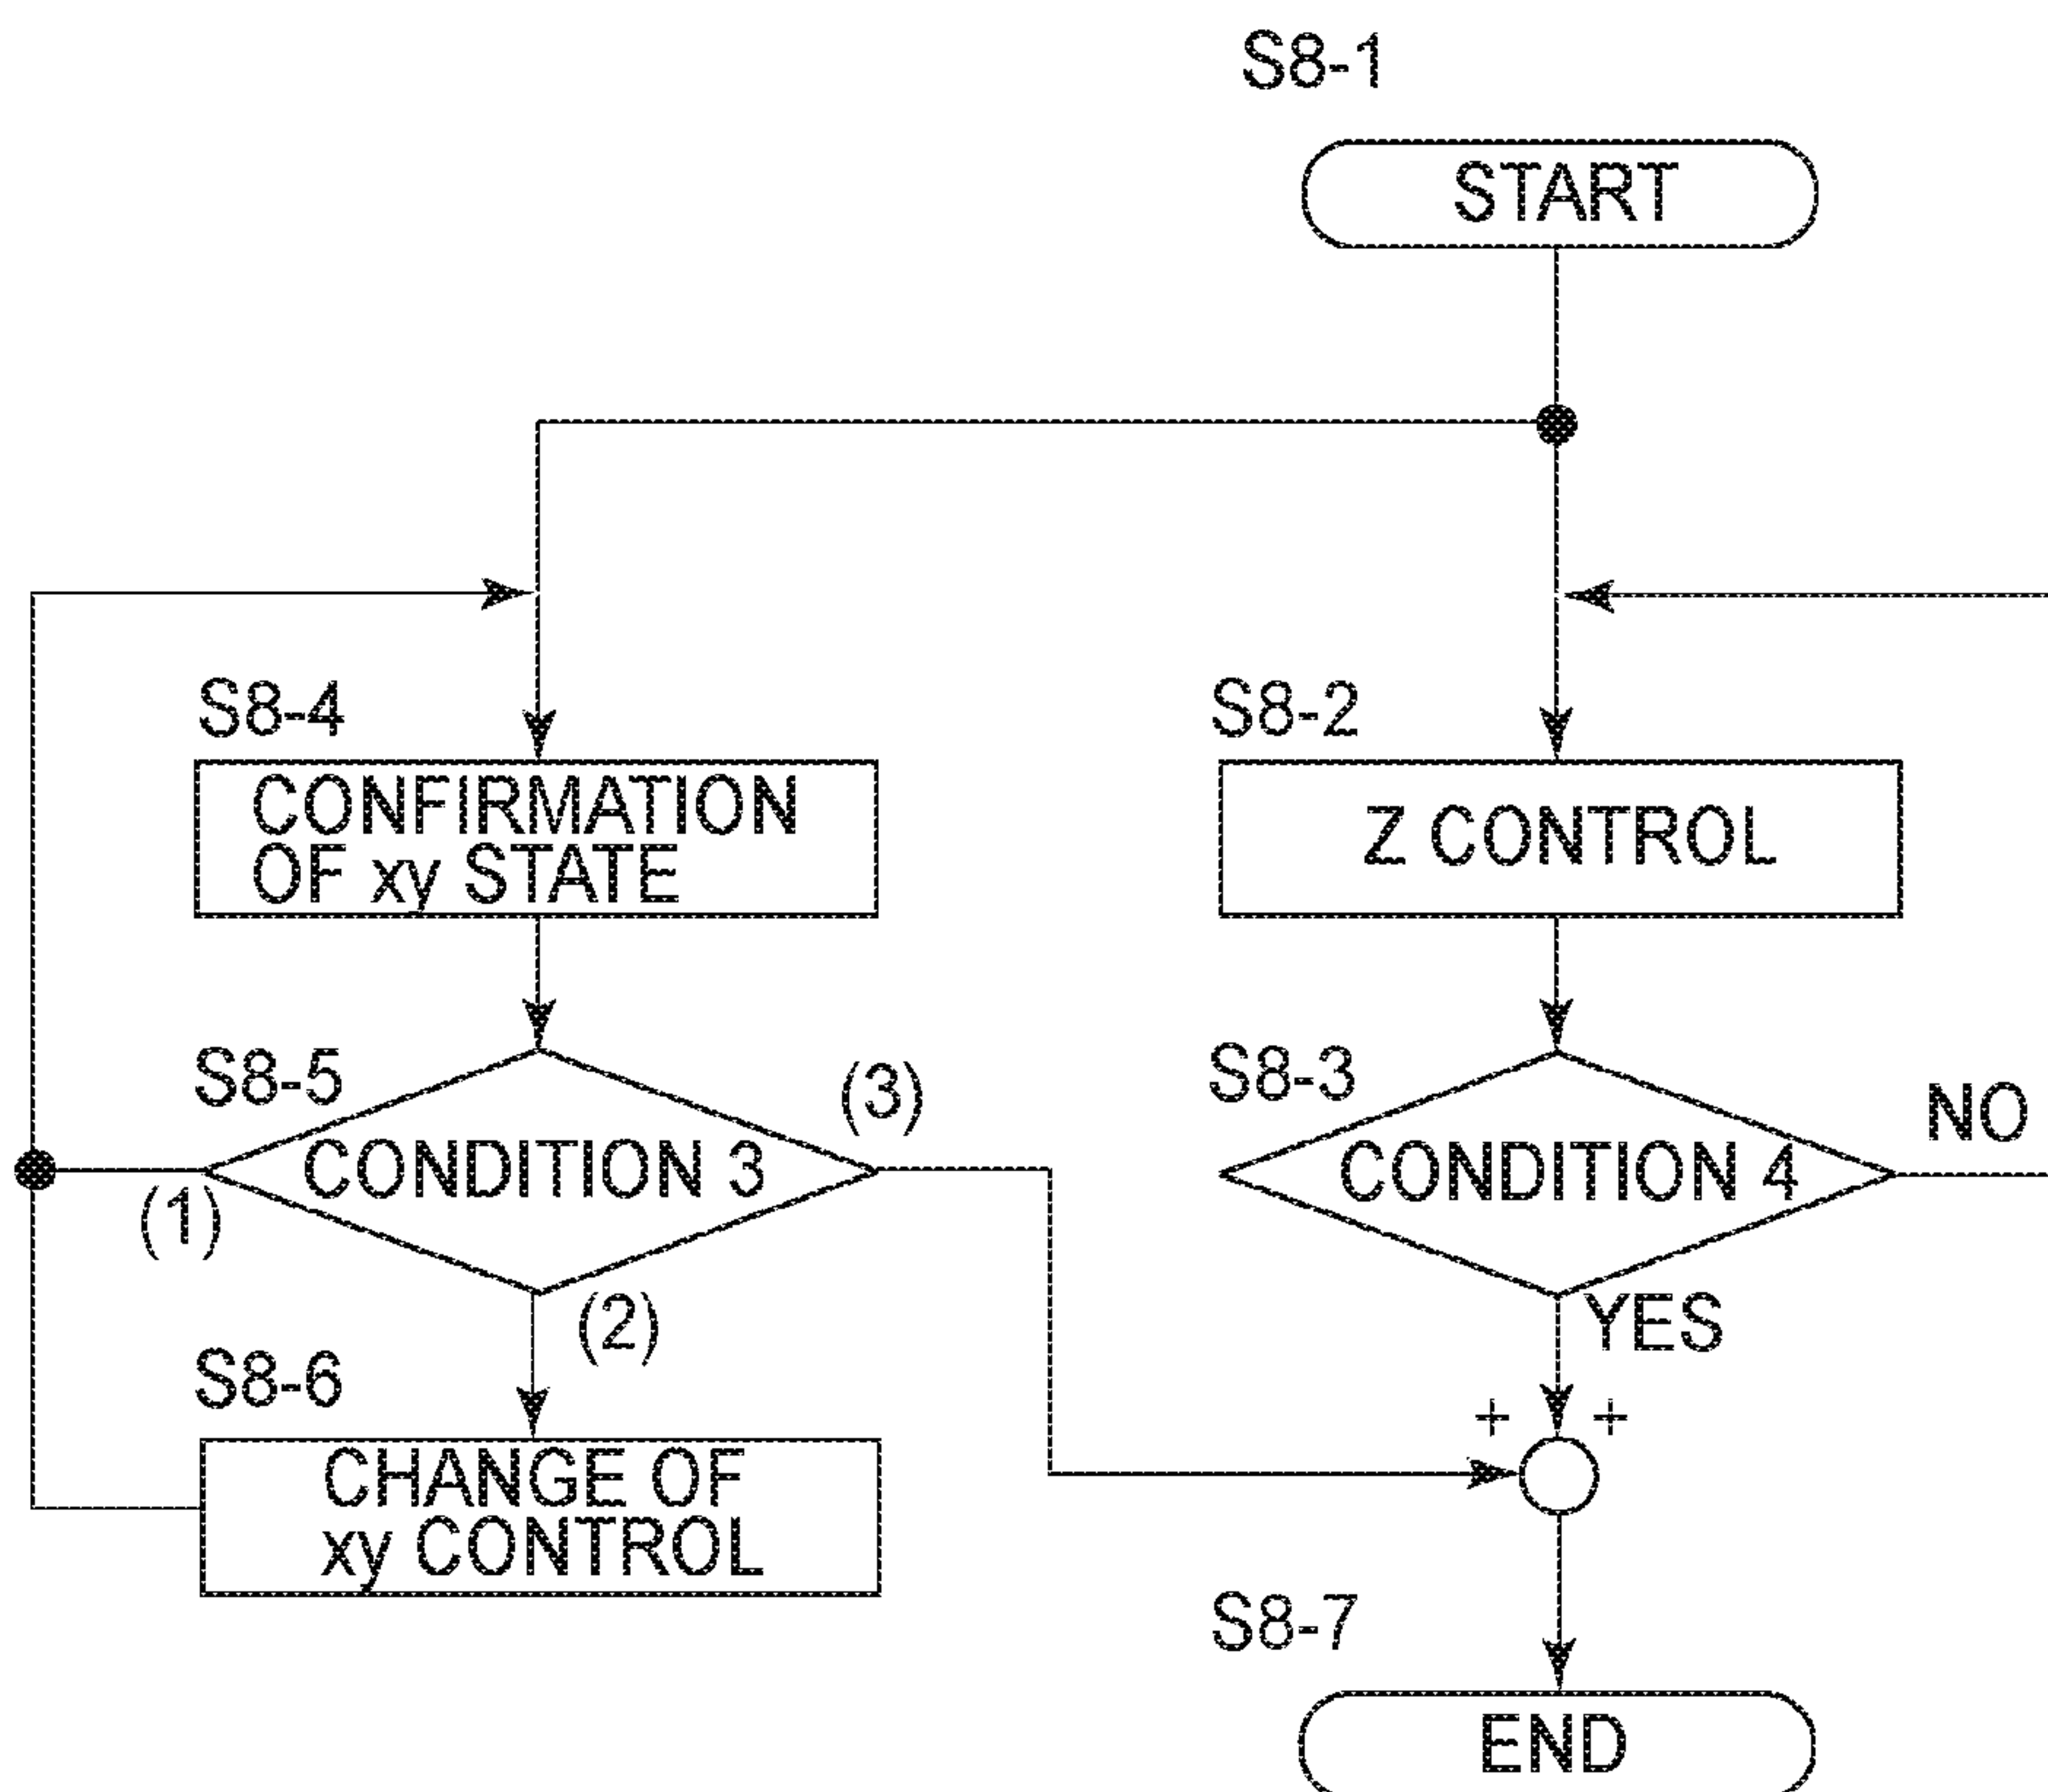 S8-1
START
S8-4
CONFIRMATION
OF xy STATE
S8-2
Z CONTROL
S8-5
CONDITION 3
(1)
(2)
(3)
S8-3
CONDITION 4
NO
YES
S8-6
CHANGE OF
xy CONTROL
+ +
S8-7
END